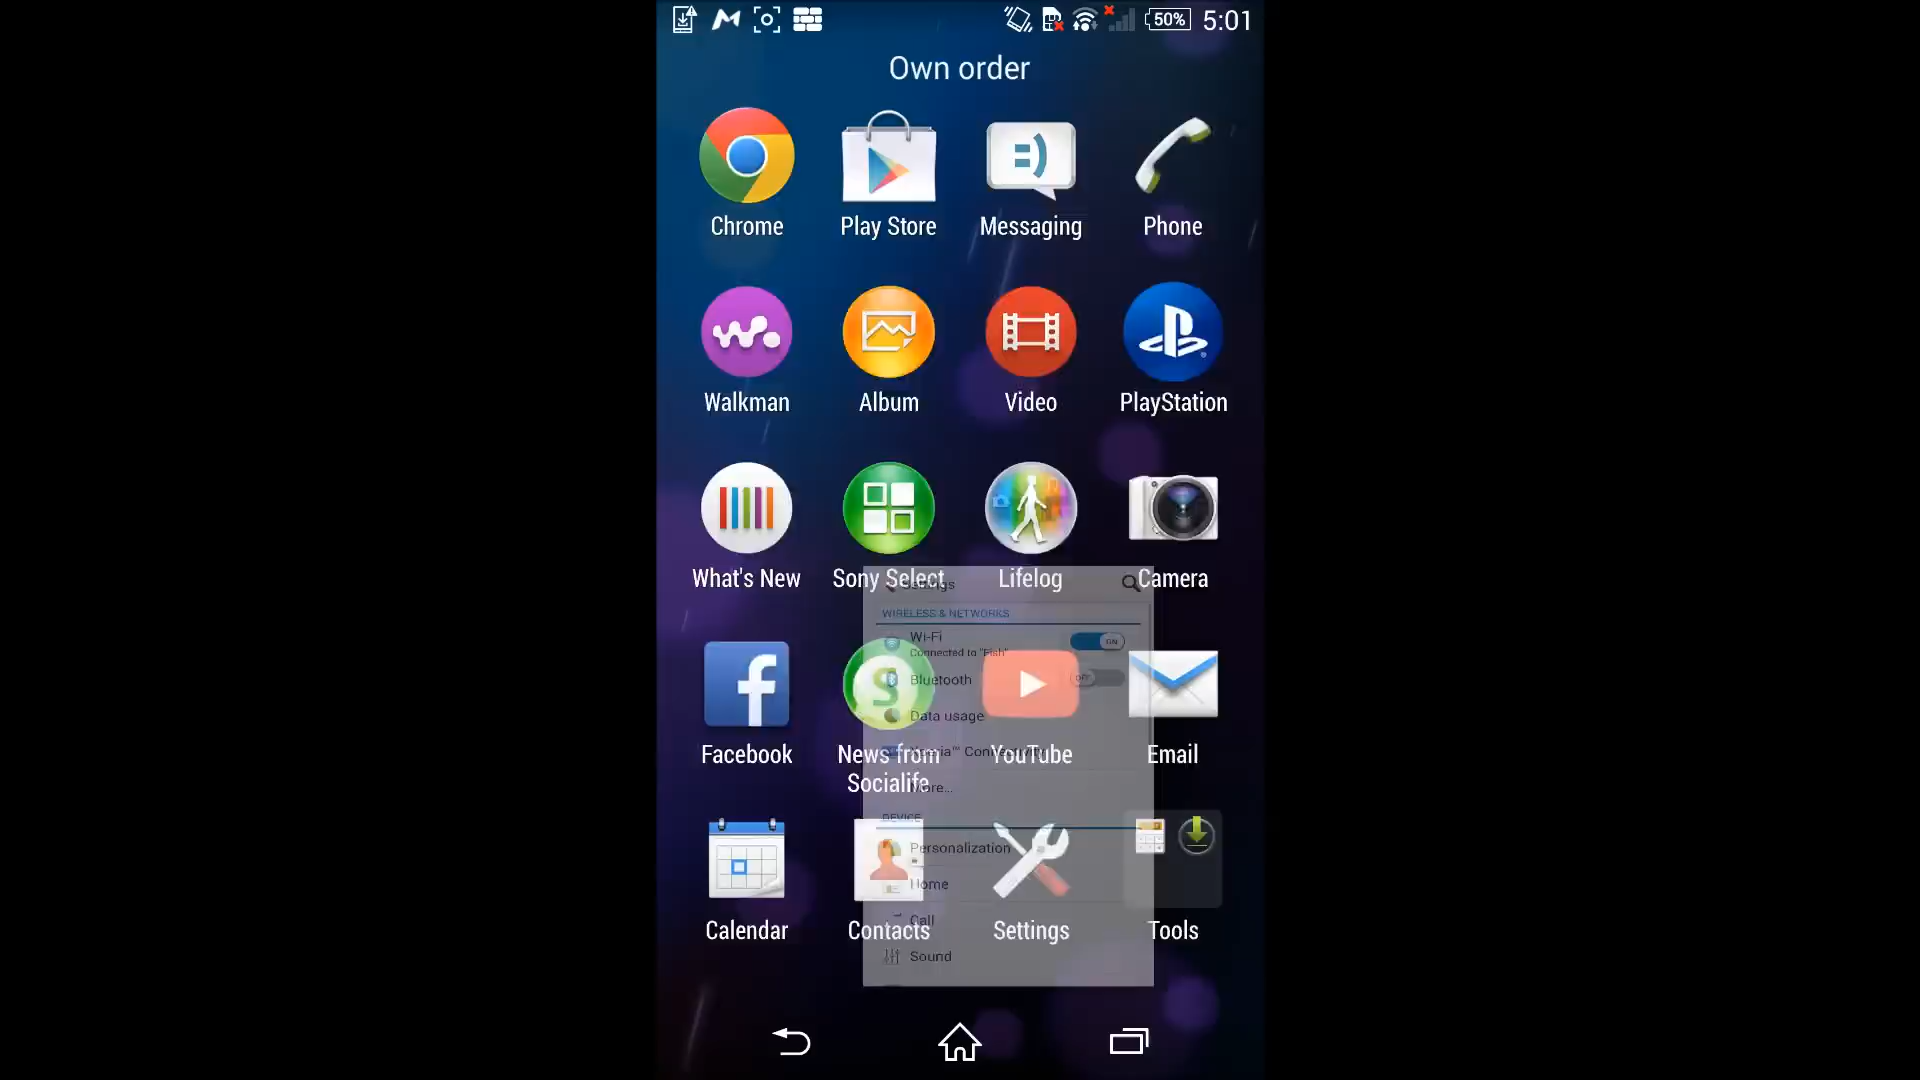 50% 5:01
Own order
Chrome Play Store Messaging Phone
Walkman Album Video PlayStation
What's New Sony Select Lifelog Camera
Settings
WIRELESS & NETWORKS
Wi-Fi ON
Connected to "Fish"
Bluetooth OFF
Data usage
Xperia™ Connectivity
Facebook News from Socialife YouTube Email
More...
DEVICE
Personalization
Home
Call
Calendar Contacts Settings Tools
Sound